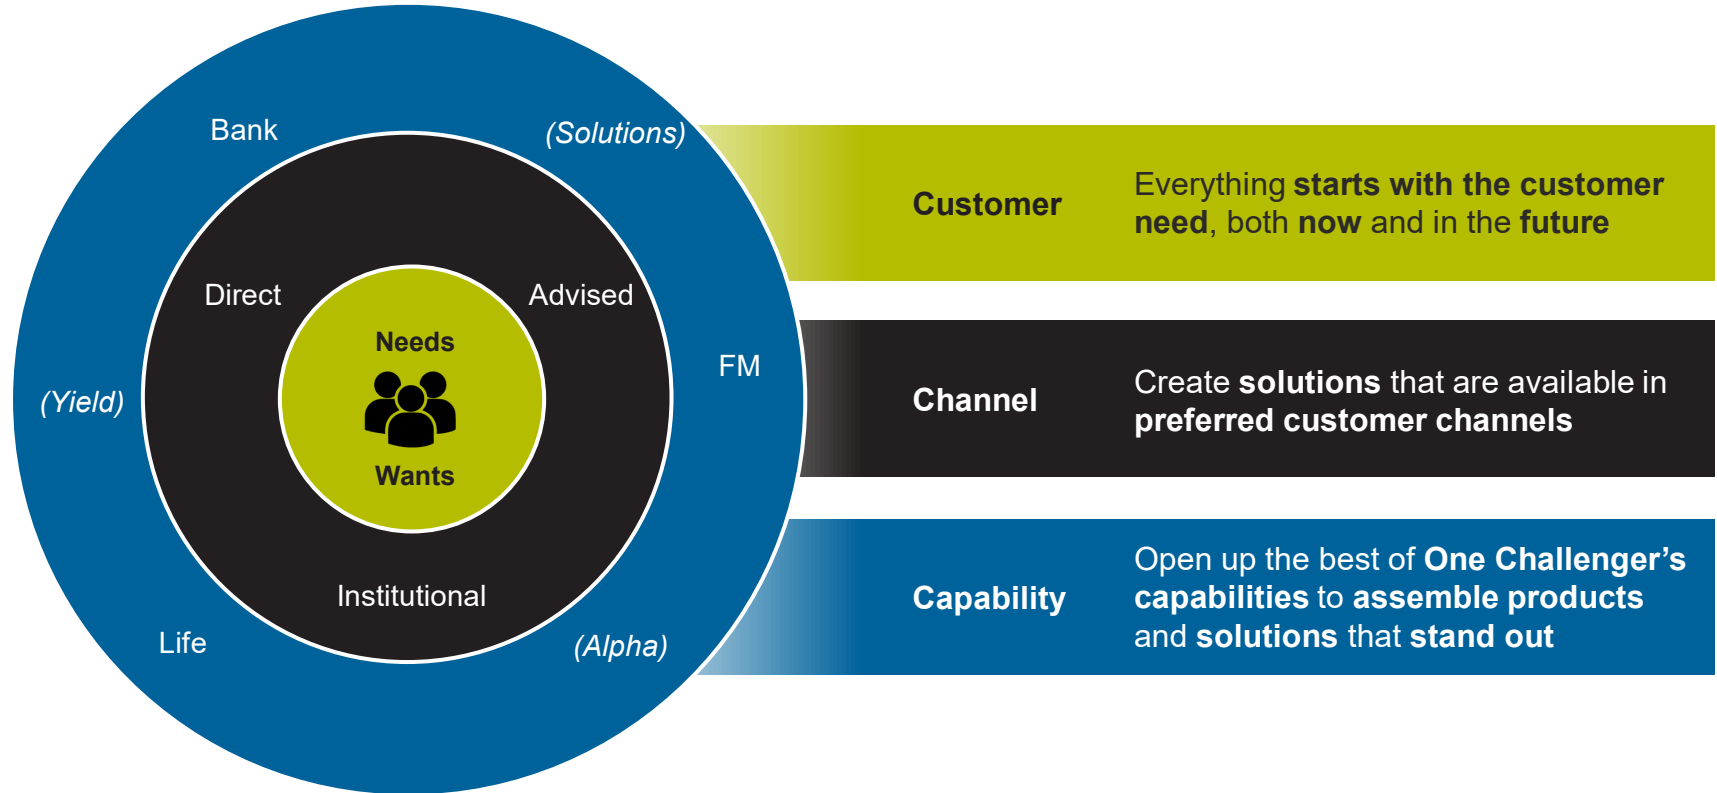 Bank
(Solutions)
Direct
Advised
Needs
Wants
FM
(Yield)
Institutional
Life
(Alpha)
Customer
Everything starts with the customer
need, both now and in the future
Channel
Create solutions that are available in
preferred customer channels
Capability
Open up the best of One Challenger’s
capabilities to assemble products
and solutions that stand out